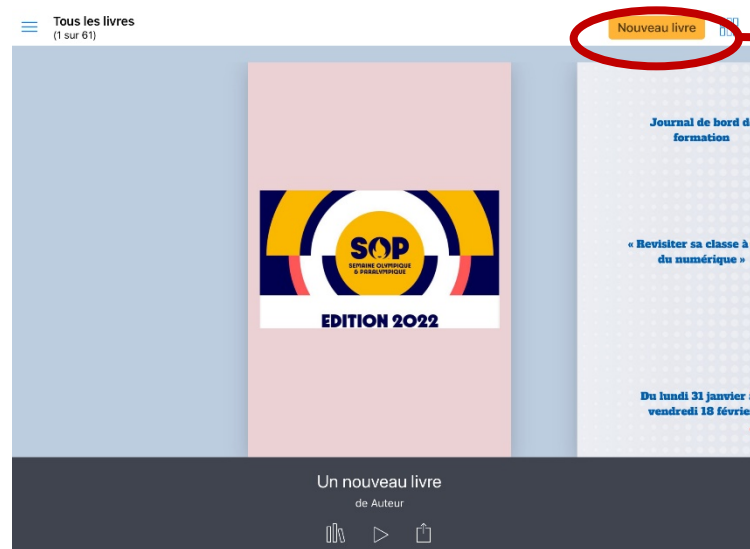 Tous les livres
(1 sur 61)
Nouveau livre
SOP
SEMAINE OLYMPIQUE
& PARALYMPIQUE
EDITION 2022
Journal de bord d
formation
« Revisiter sa classe à
du numérique »
Du lundi 31 janvier
vendredi 18 févrie
Un nouveau livre
de Auteur